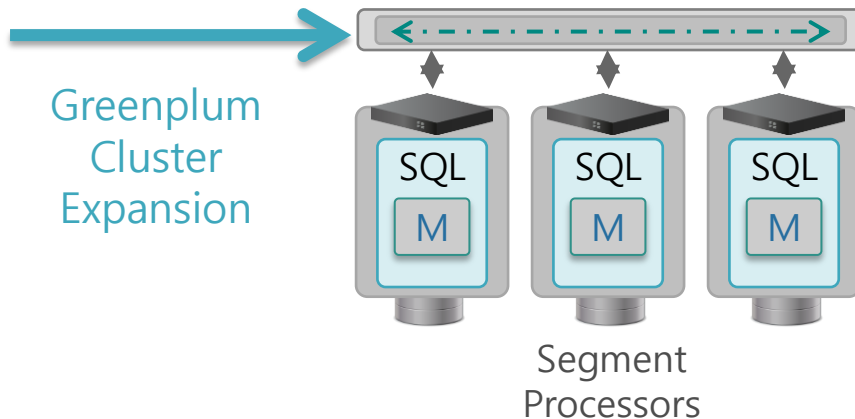 Greenplum
Cluster
Expansion
SQL SQL SQL
M M M
Segment
Processors